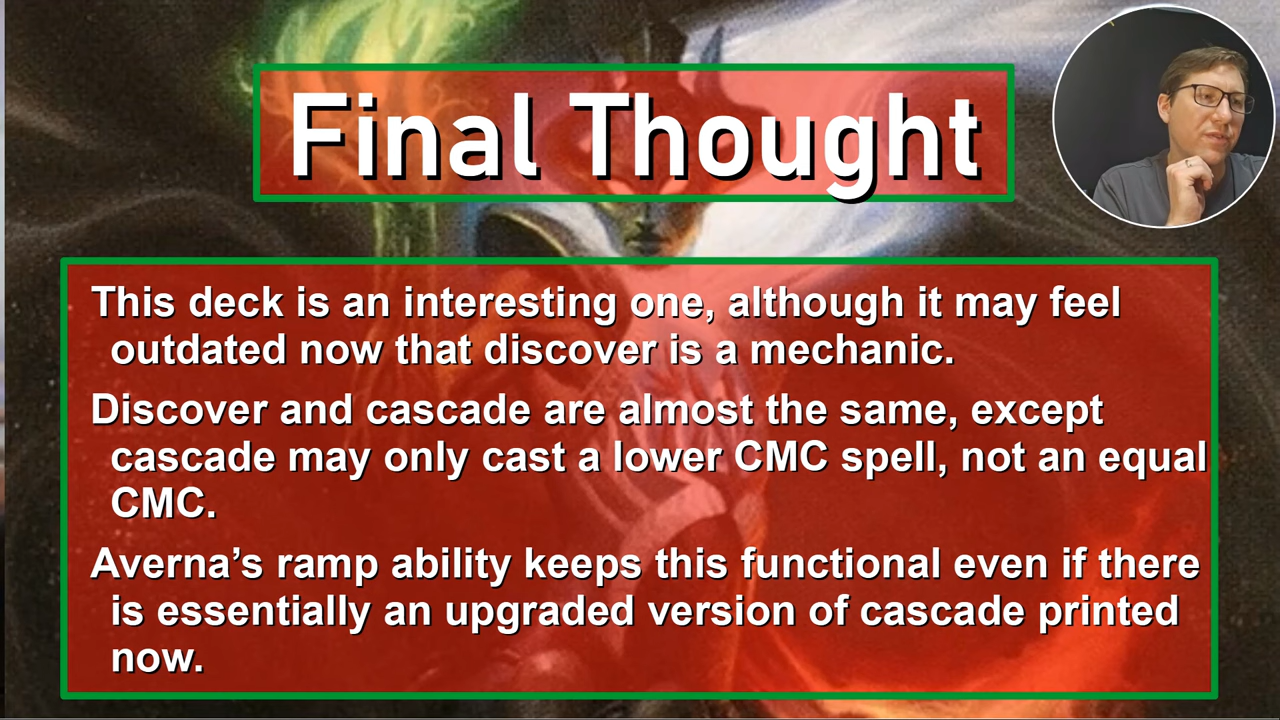 Final Thought
This deck is an interesting one, although it may feel
outdated now that discover is a mechanic.
Discover and cascade are almost the same, except
cascade may only cast a lower CMC spell, not an equal
CMC.
Averna’s ramp ability keeps this functional even if there
is essentially an upgraded version of cascade printed
now.